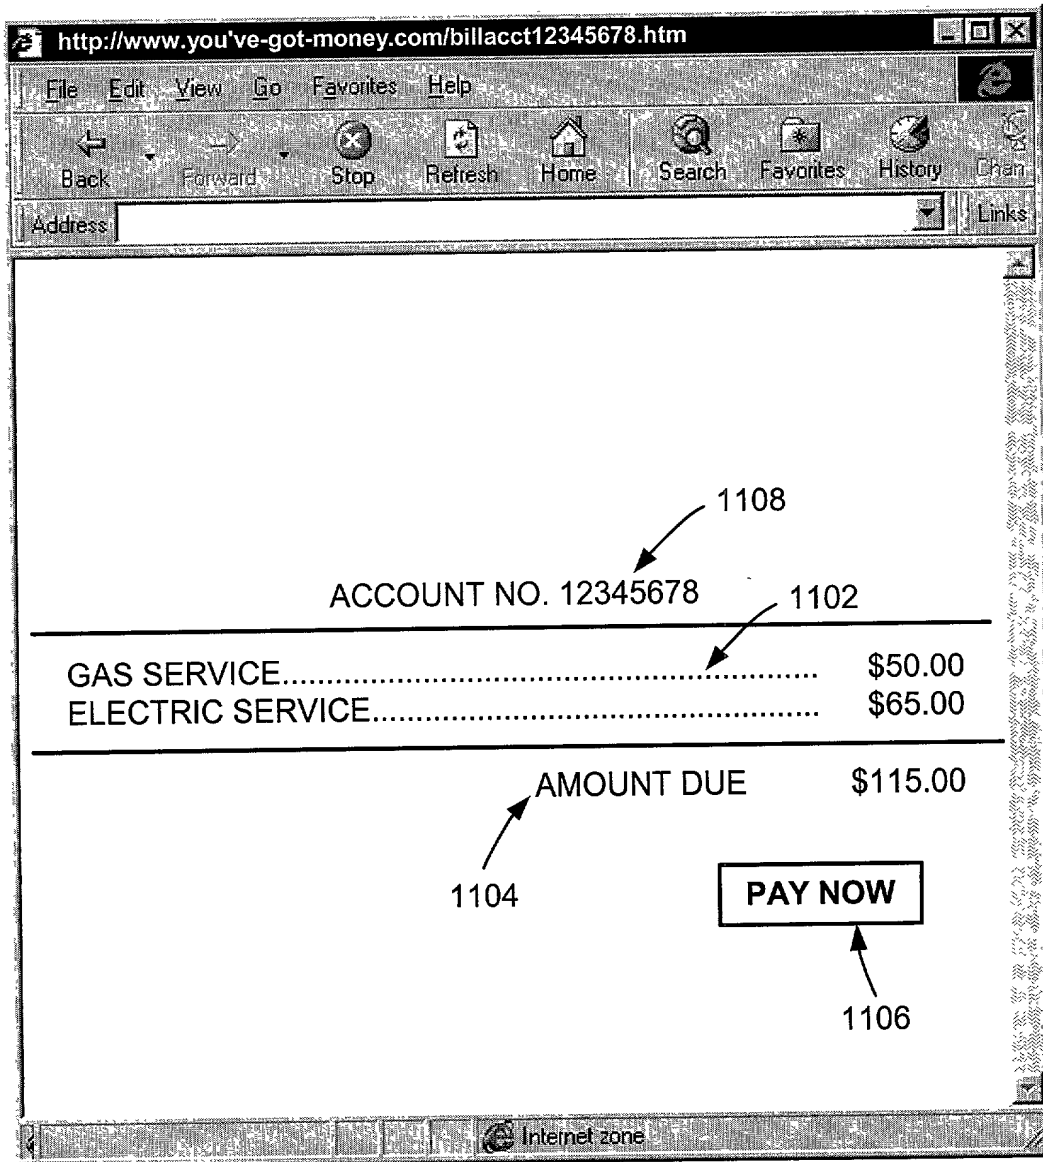 http://www.you've-got-money.com/billacct12345678.htm
File Edit View Go Favorites Help
Back Forward Stop Refresh Home Search Favorites History Chan
Address Links
1108
ACCOUNT NO. 12345678
1102
GAS SERVICE............................................................ $50.00
ELECTRIC SERVICE.................................................. $65.00
AMOUNT DUE $115.00
1104
PAY NOW
1106
Internet zone